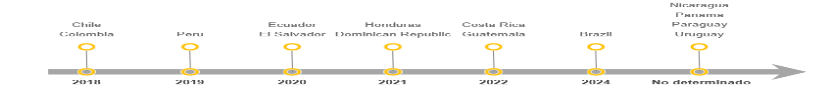 Nicaragua
Panama
Chile Ecuador Honduras Costa Rica Paraguay
Colombia Peru El Salvador Dominican Republic Guatemala Brazil Uruguay
2018 2019 2020 2021 2022 2024 No determinado